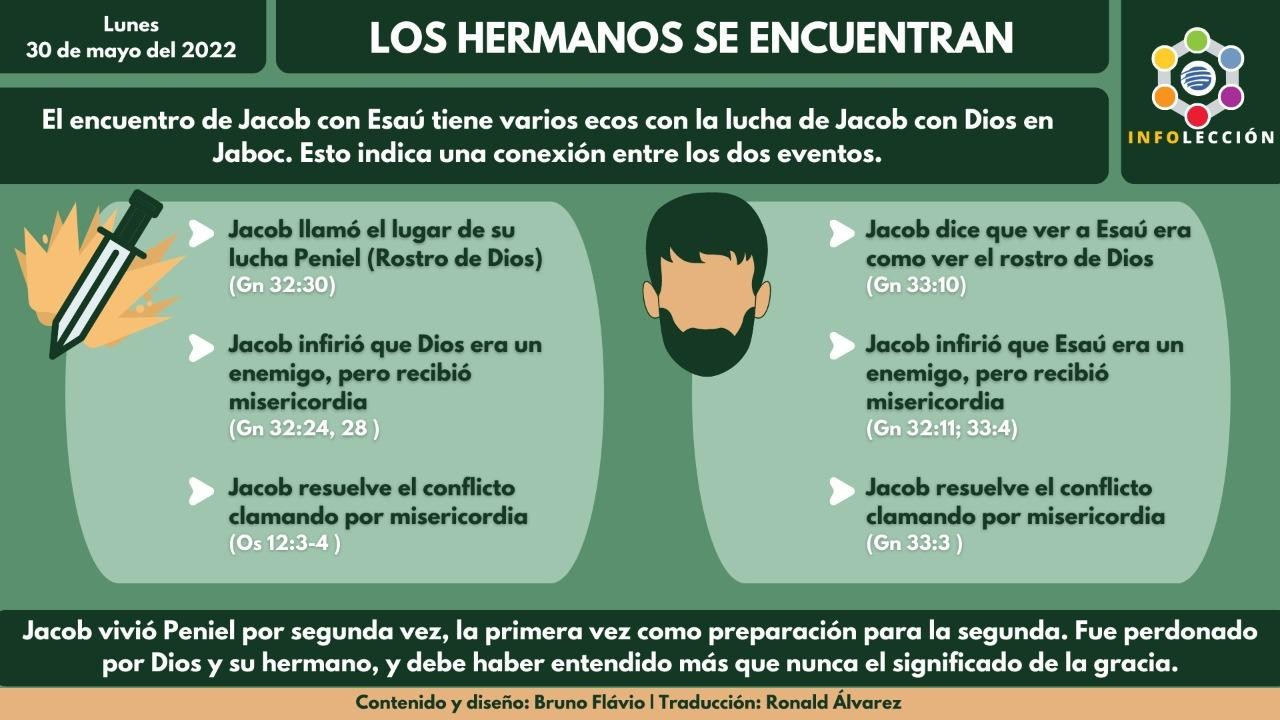 Lunes
30 de mayo del 2022
LOS HERMANOS SE ENCUENTRAN
INFOLECCIÓN
El encuentro de Jacob con Esaú tiene varios ecos con la lucha de Jacob con Dios en
Jaboc. Esto indica una conexión entre los dos eventos.
Jacob llamó el lugar de su
lucha Peniel (Rostro de Dios)
(Gn 32:30)
Jacob infirió que Dios era un
enemigo, pero recibió
misericordia
(Gn 32:24, 28 )
Jacob resuelve el conflicto
clamando por misericordia
(Os 12:3-4 )
Jacob dice que ver a Esaú era
como ver el rostro de Dios
(Gn 33:10)
Jacob infirió que Esaú era un
enemigo, pero recibió
misericordia
(Gn 32:11; 33:4)
Jacob resuelve el conflicto
clamando por misericordia
(Gn 33:3 )
Jacob vivió Peniel por segunda vez, la primera vez como preparación para la segunda. Fue perdonado
por Dios y su hermano, y debe haber entendido más que nunca el significado de la gracia.
Contenido y diseño: Bruno Flávio | Traducción: Ronald Álvarez